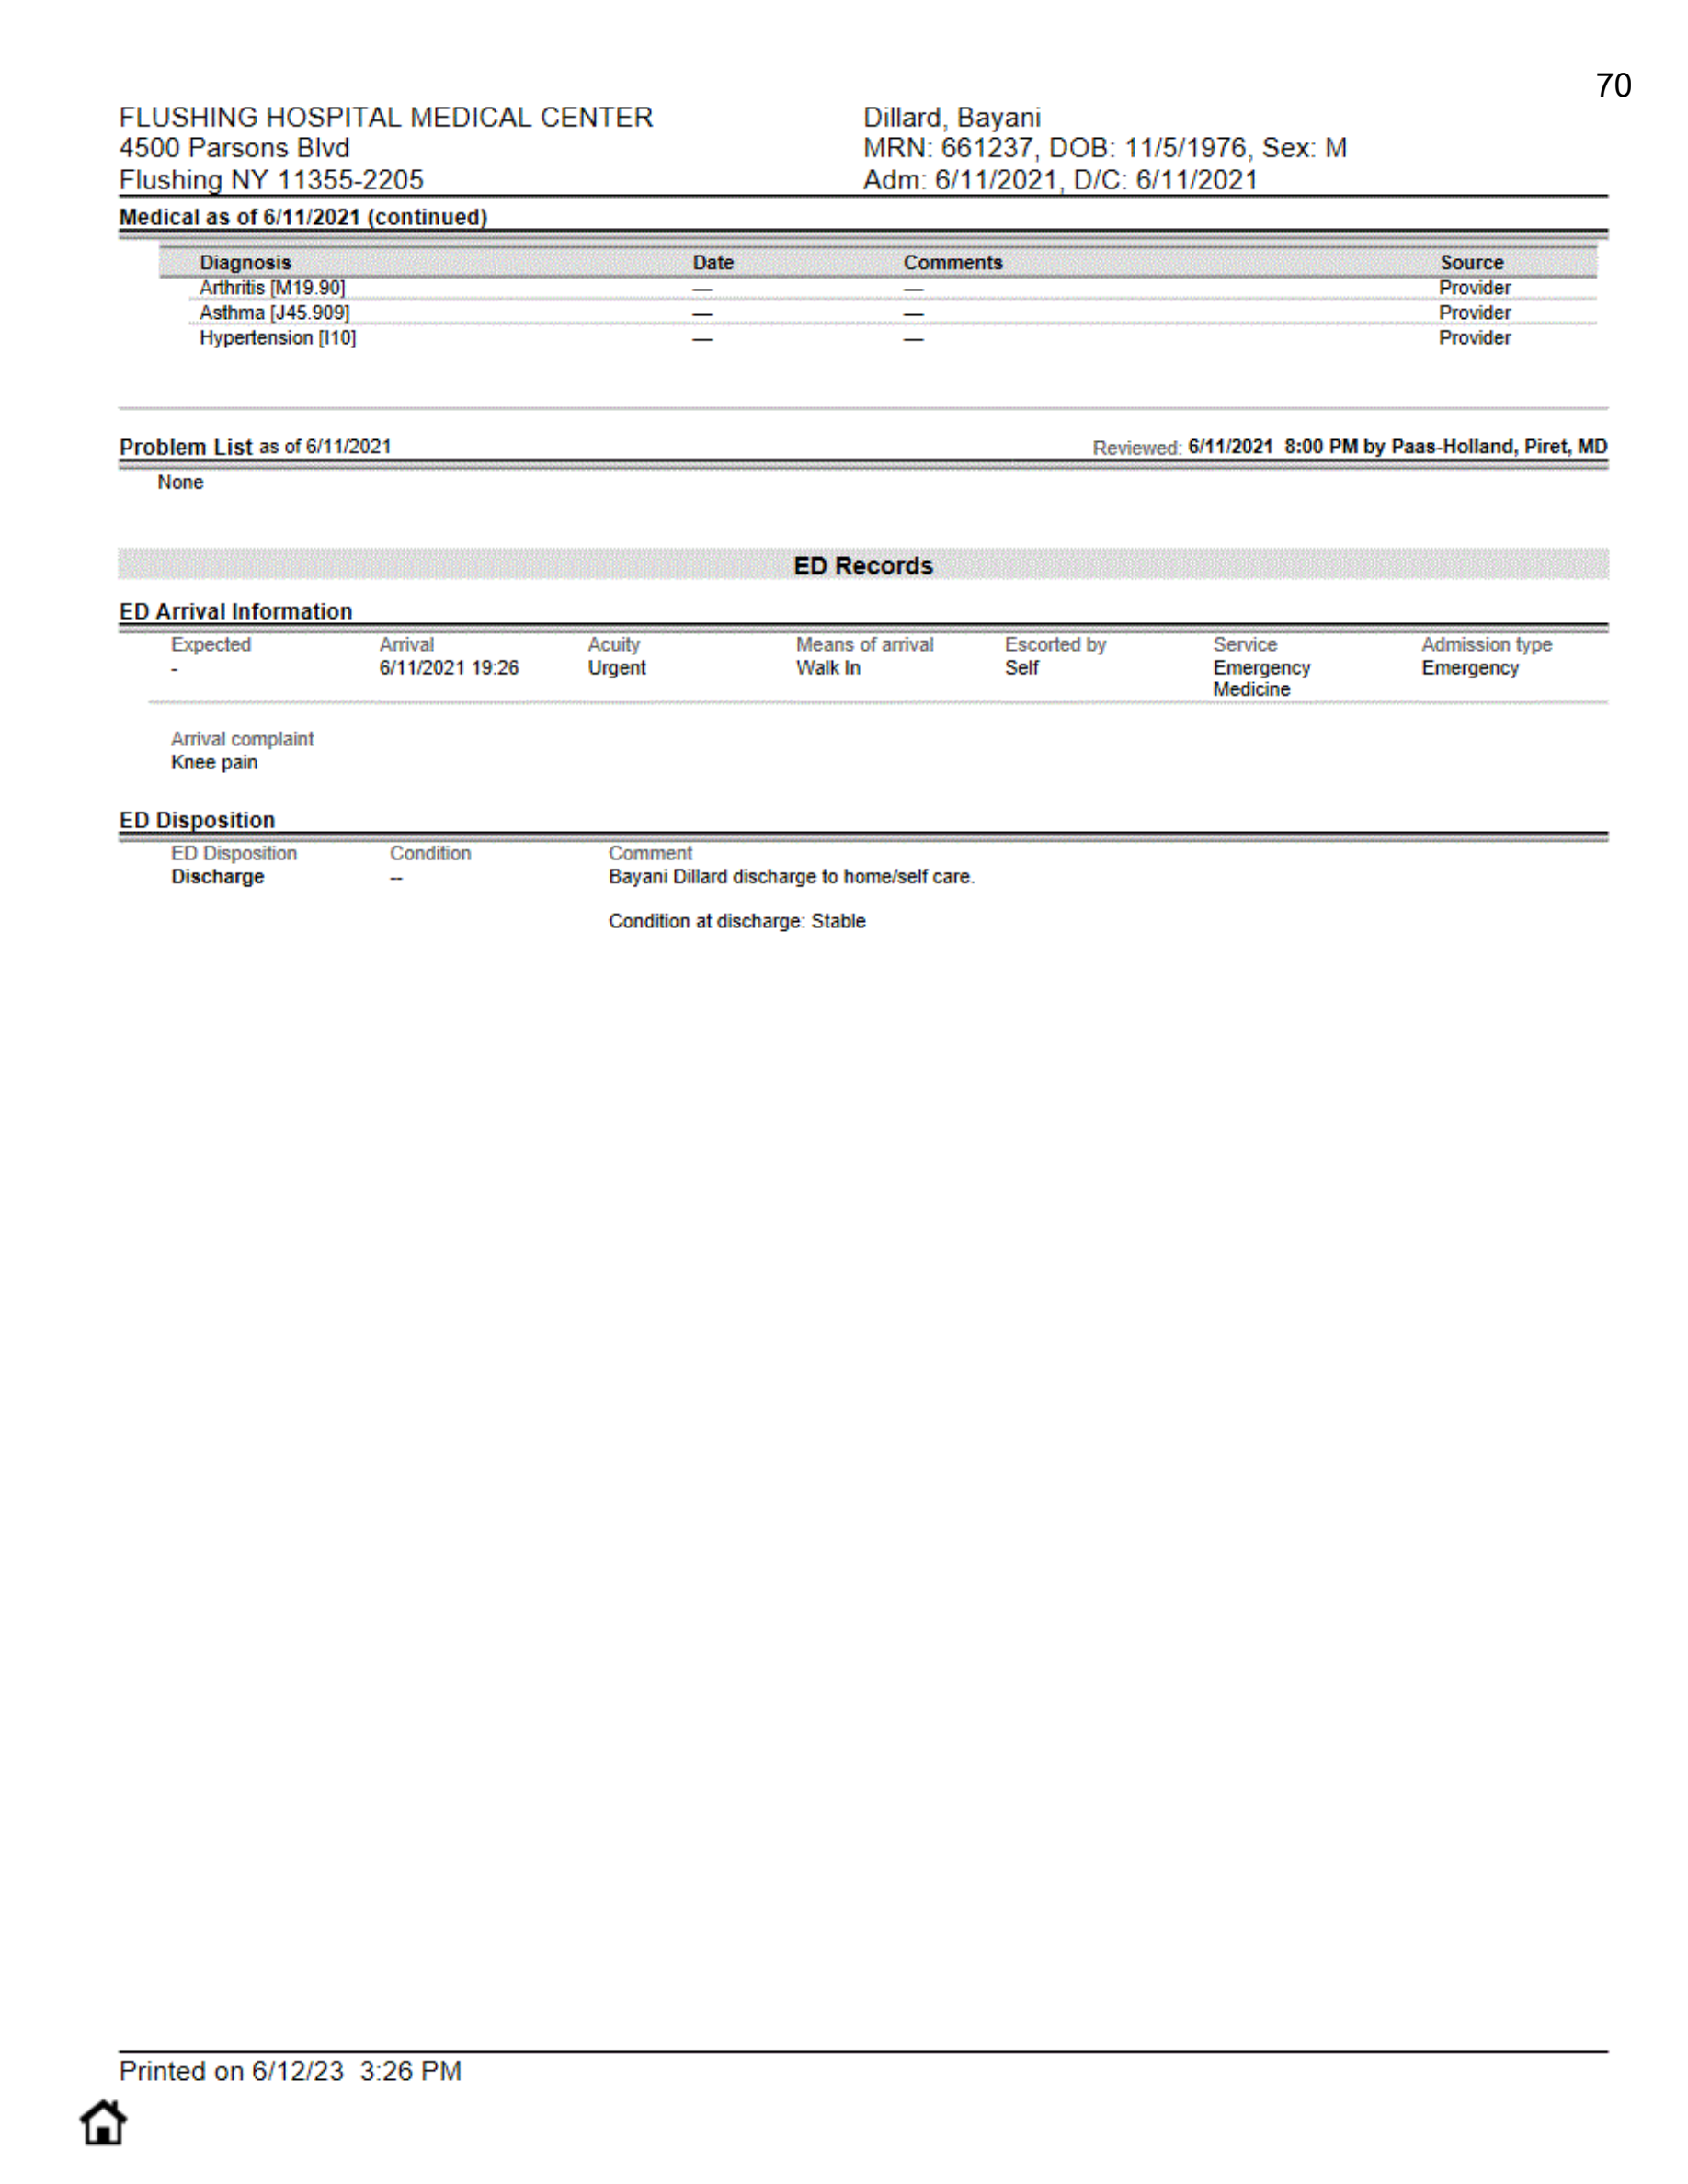 70
FLUSHING HOSPITAL MEDICAL CENTER
4500 Parsons Blvd
Flushing NY 11355-2205
Dillard, Bayani
MRN: 661237, DOB: 11/5/1976, Sex: M
Adm: 6/11/2021, D/C: 6/11/2021
Medical as of 6/11/2021 (continued)
Diagnosis Date Comments Source
Arthritis [M19.90] — — Provider
Asthma [J45.909] — — Provider
Hypertension [I10] — — Provider
Problem List as of 6/11/2021 Reviewed: 6/11/2021 8:00 PM by Paas-Holland, Piret, MD
None
ED Records
ED Arrival Information
Expected Arrival Acuity Means of arrival Escorted by Service Admission type
- 6/11/2021 19:26 Urgent Walk In Self Emergency Emergency
Medicine
Arrival complaint
Knee pain
ED Disposition
ED Disposition Condition Comment
Discharge -- Bayani Dillard discharge to home/self care.
Condition at discharge: Stable
Printed on 6/12/23 3:26 PM